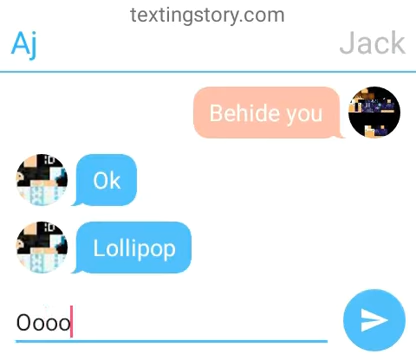 textingstory.com
Aj
Jack
Behide you
Ok
Lollipop
Oooo